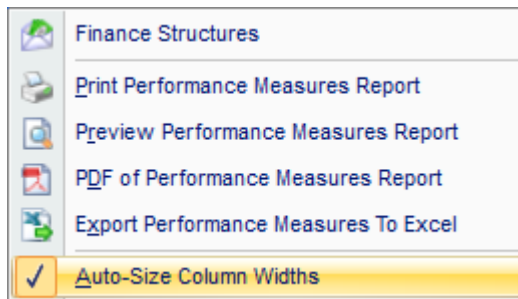 Finance Structures
Print Performance Measures Report
Preview Performance Measures Report
PDF of Performance Measures Report
Export Performance Measures To Excel
Auto-Size Column Widths